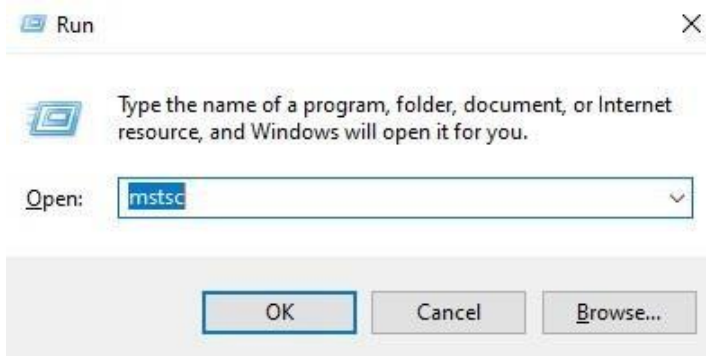 Run
Type the name of a program, folder, document, or Internet
resource, and Windows will open it for you.
Open: mstsc
OK Cancel Browse...